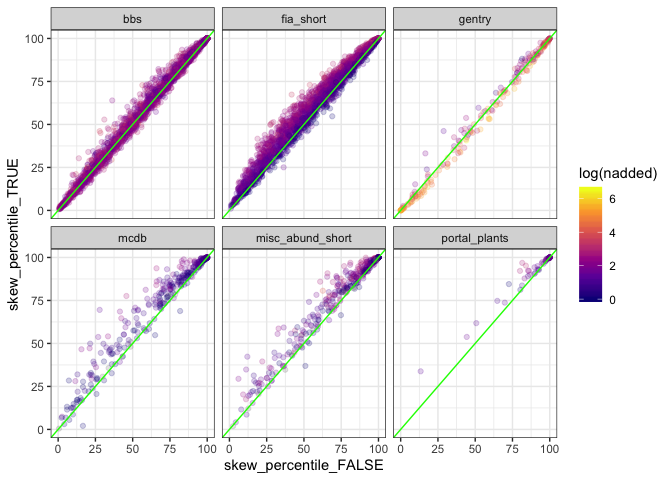 bbs fia_short gentry
100
75
50
25
0
mcdb misc_abund_short portal_plants
100
75
50
25
0
0 25 50 75 100 0 25 50 75 100 0 25 50 75 100
skew_percentile_FALSE
skew_percentile_TRUE
log(nadded)
6
4
2
0